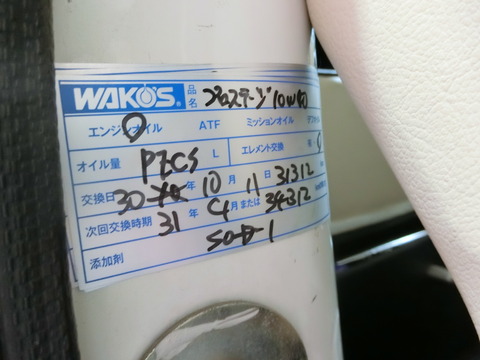 WAKO'S 品名 プロステージ 10w40
エンジンオイル ATF ミッションオイル
オイル量 L エレメント交換
交換日 30 年 10 月 11 日 31312
次回交換時期 31 年 4 月または 34312
添加剤